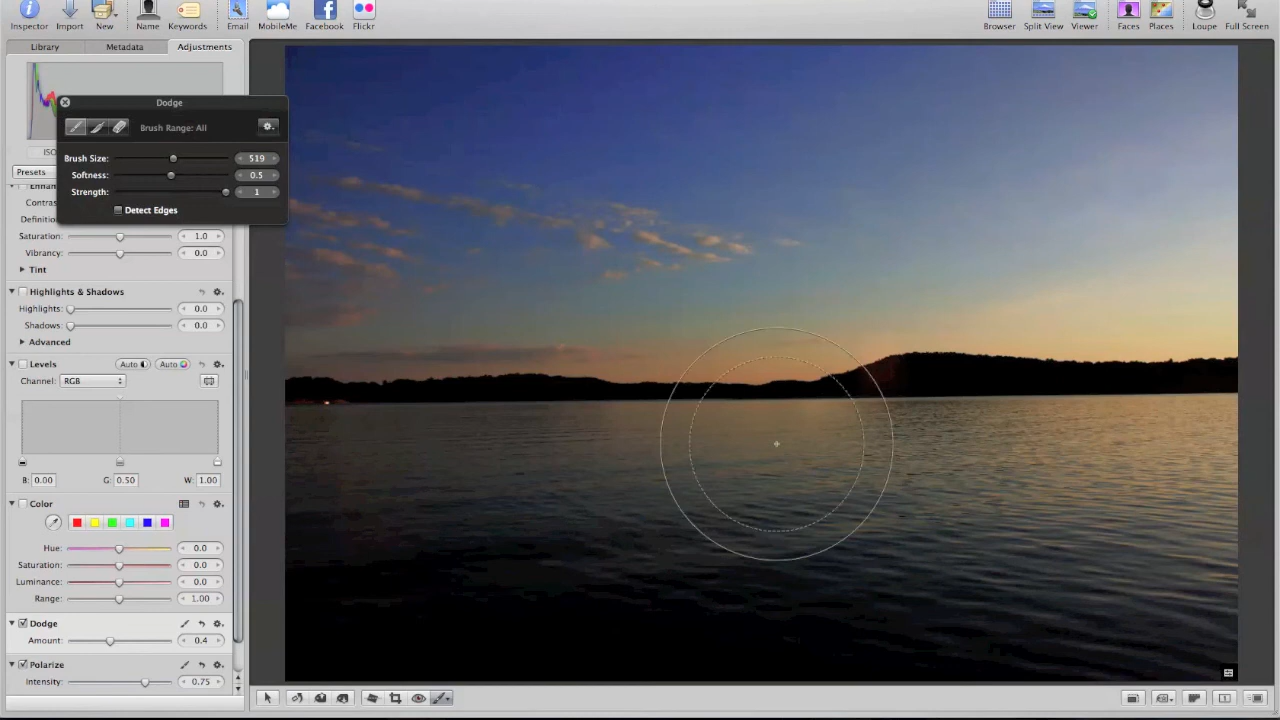 Inspector Import New Name Keywords Email MobileMe Facebook Flickr Browser Split View Viewer Faces Places Loupe Full Screen
Library Metadata Adjustments
Dodge
Brush Range: All
ISO
Presets
Brush Size: 519
Softness: 0.5
Strength: 1
Detect Edges
Contras
Definitio
Saturation: 1.0
Vibrancy: 0.0
Tint
Highlights & Shadows
Highlights: 0.0
Shadows: 0.0
Advanced
Levels Auto Auto
Channel: RGB
B: 0.00 G: 0.50 W: 1.00
Color
Hue: 0.0
Saturation: 0.0
Luminance: 0.0
Range: 1.00
Dodge
Amount: 0.4
Polarize
Intensity: 0.75
1